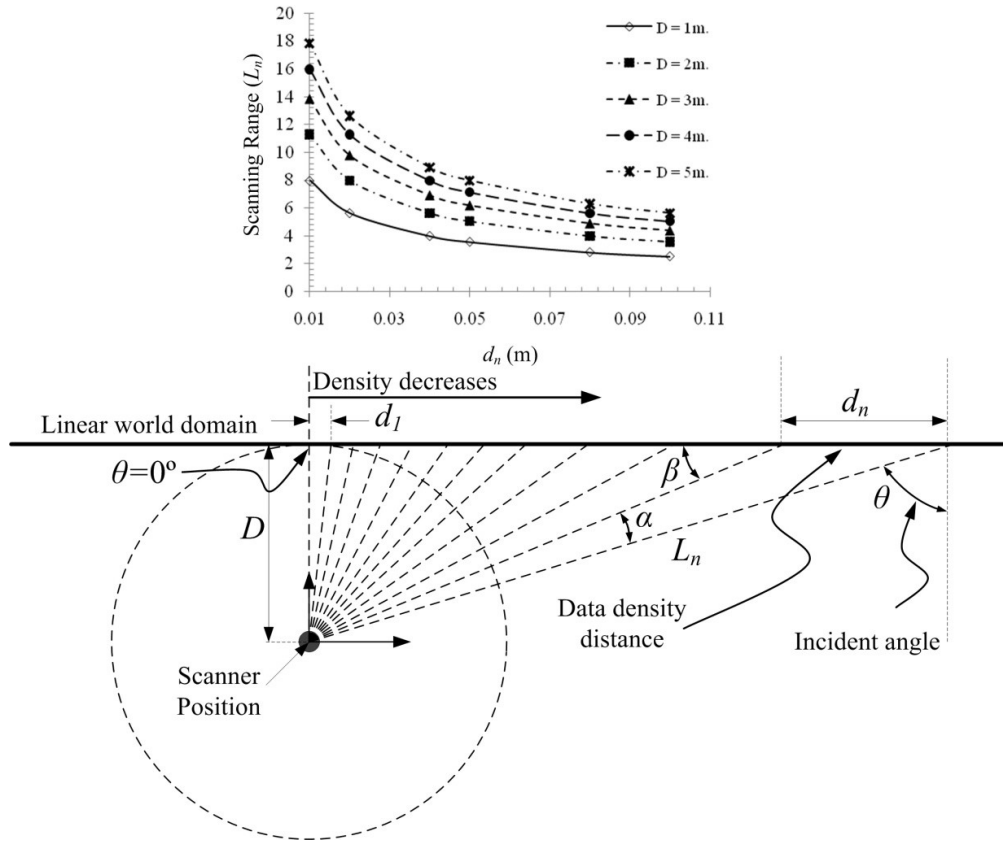 20
18
16
14
12
10
8
6
4
2
0
Scanning Range (Lₙ)
D = 1m.
D = 2m.
D = 3m.
D = 4m.
D = 5m.
0.01 0.03 0.05 0.07 0.09 0.11
dₙ (m)
Density decreases
Linear world domain
d₁
dₙ
θ=0º
D
β
α
θ
Lₙ
Scanner
Position
Data density
distance
Incident angle